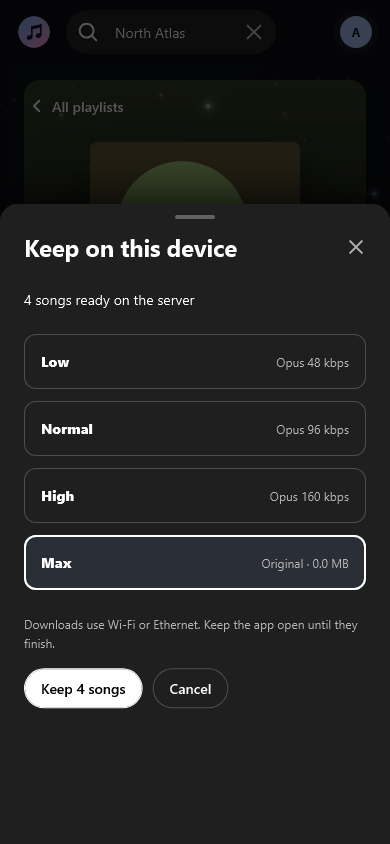 North Atlas
A
All playlists
Keep on this device
4 songs ready on the server
Low
Opus 48 kbps
Normal
Opus 96 kbps
High
Opus 160 kbps
Max
Original · 0.0 MB
Downloads use Wi-Fi or Ethernet. Keep the app open until they
finish.
Keep 4 songs
Cancel